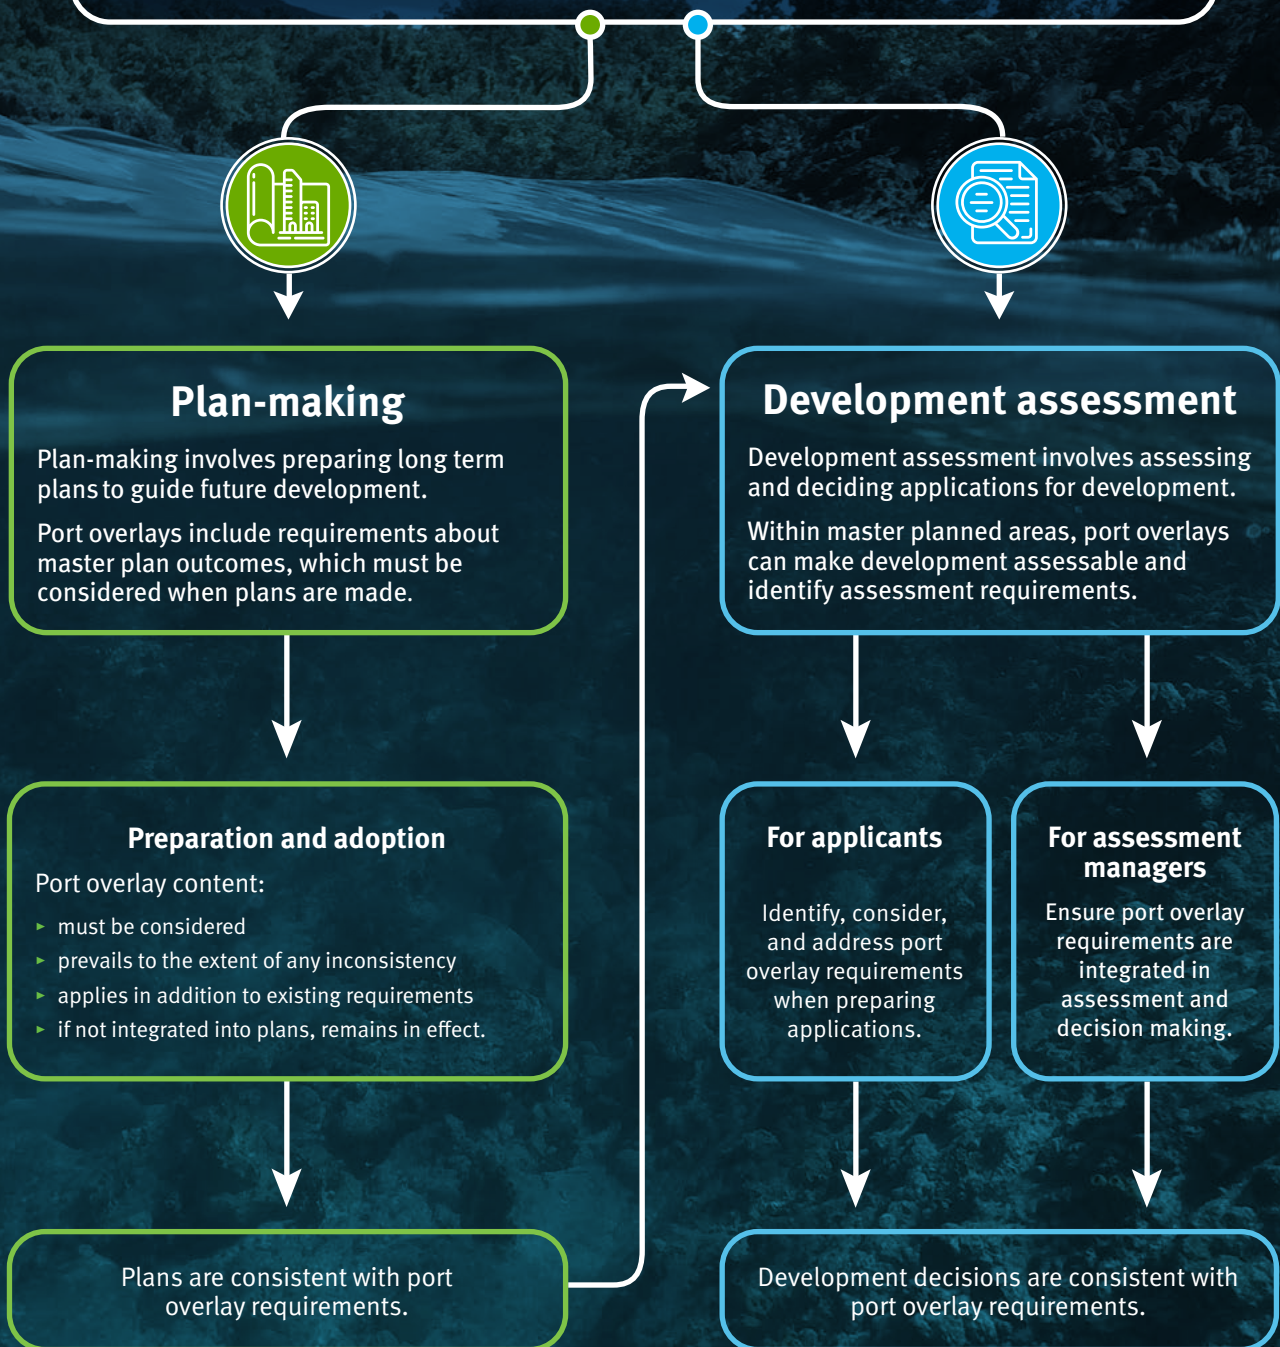 Plan-making
Plan-making involves preparing long term
plans to guide future development.
Port overlays include requirements about
master plan outcomes, which must be
considered when plans are made.
Preparation and adoption
Port overlay content:
▸ must be considered
▸ prevails to the extent of any inconsistency
▸ applies in addition to existing requirements
▸ if not integrated into plans, remains in effect.
Plans are consistent with port
overlay requirements.
Development assessment
Development assessment involves assessing
and deciding applications for development.
Within master planned areas, port overlays
can make development assessable and
identify assessment requirements.
For applicants
Identify, consider,
and address port
overlay requirements
when preparing
applications.
For assessment
managers
Ensure port overlay
requirements are
integrated in
assessment and
decision making.
Development decisions are consistent with
port overlay requirements.